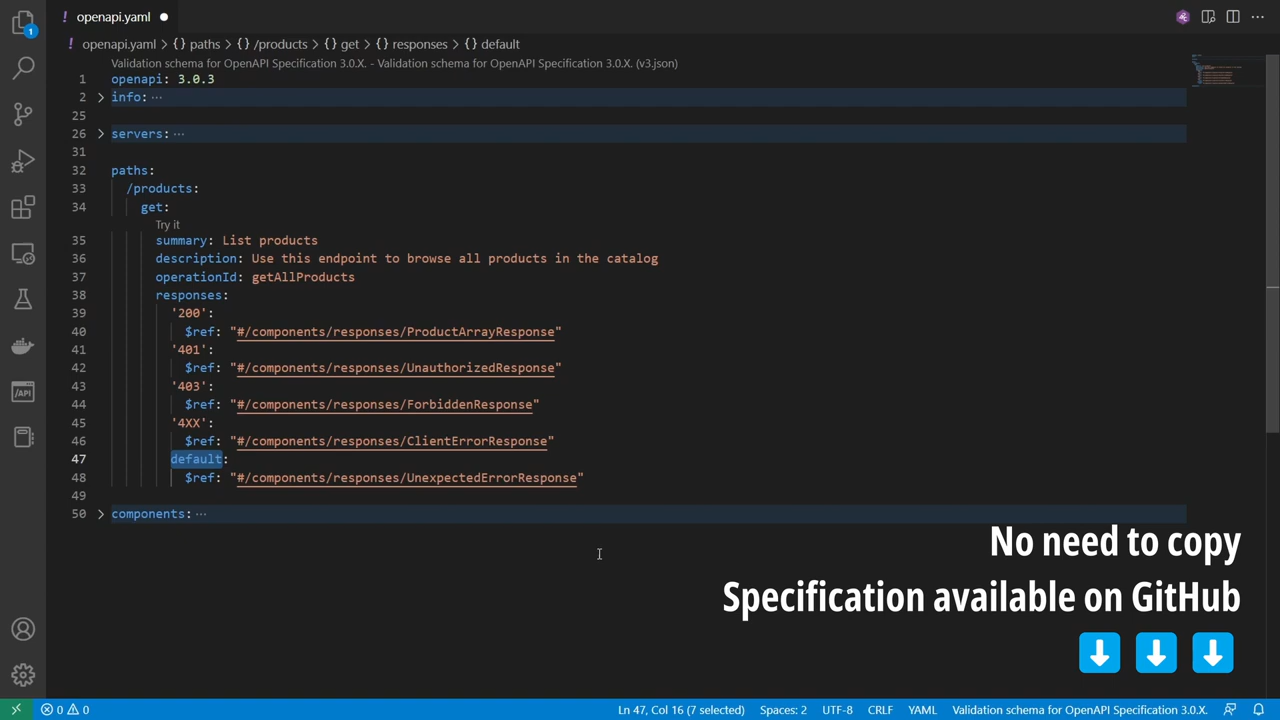 openapi.yaml
openapi.yaml > {} paths > {} /products > {} get > {} responses > {} default
Validation schema for OpenAPI Specification 3.0.X. - Validation schema for OpenAPI Specification 3.0.X. (v3.json)
1 openapi: 3.0.3
2 info: ···
25
26 servers: ···
31
32 paths:
33 /products:
34 get:
Try it
35 summary: List products
36 description: Use this endpoint to browse all products in the catalog
37 operationId: getAllProducts
38 responses:
39 '200':
40 $ref: "#/components/responses/ProductArrayResponse"
41 '401':
42 $ref: "#/components/responses/UnauthorizedResponse"
43 '403':
44 $ref: "#/components/responses/ForbiddenResponse"
45 '4XX':
46 $ref: "#/components/responses/ClientErrorResponse"
47 default:
48 $ref: "#/components/responses/UnexpectedErrorResponse"
49
50 components: ···
No need to copy
Specification available on GitHub
1
/API
0 0 Ln 47, Col 16 (7 selected) Spaces: 2 UTF-8 CRLF YAML Validation schema for OpenAPI Specification 3.0.X.